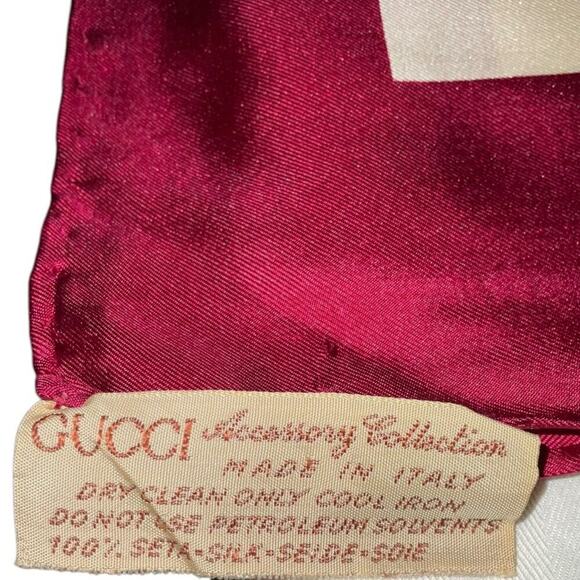 GUCCI Accessory Collection
MADE IN ITALY
DRY CLEAN ONLY COOL IRON
DO NOT USE PETROLEUM SOLVENTS
100% SETA-SILK-SEIDE-SOIE